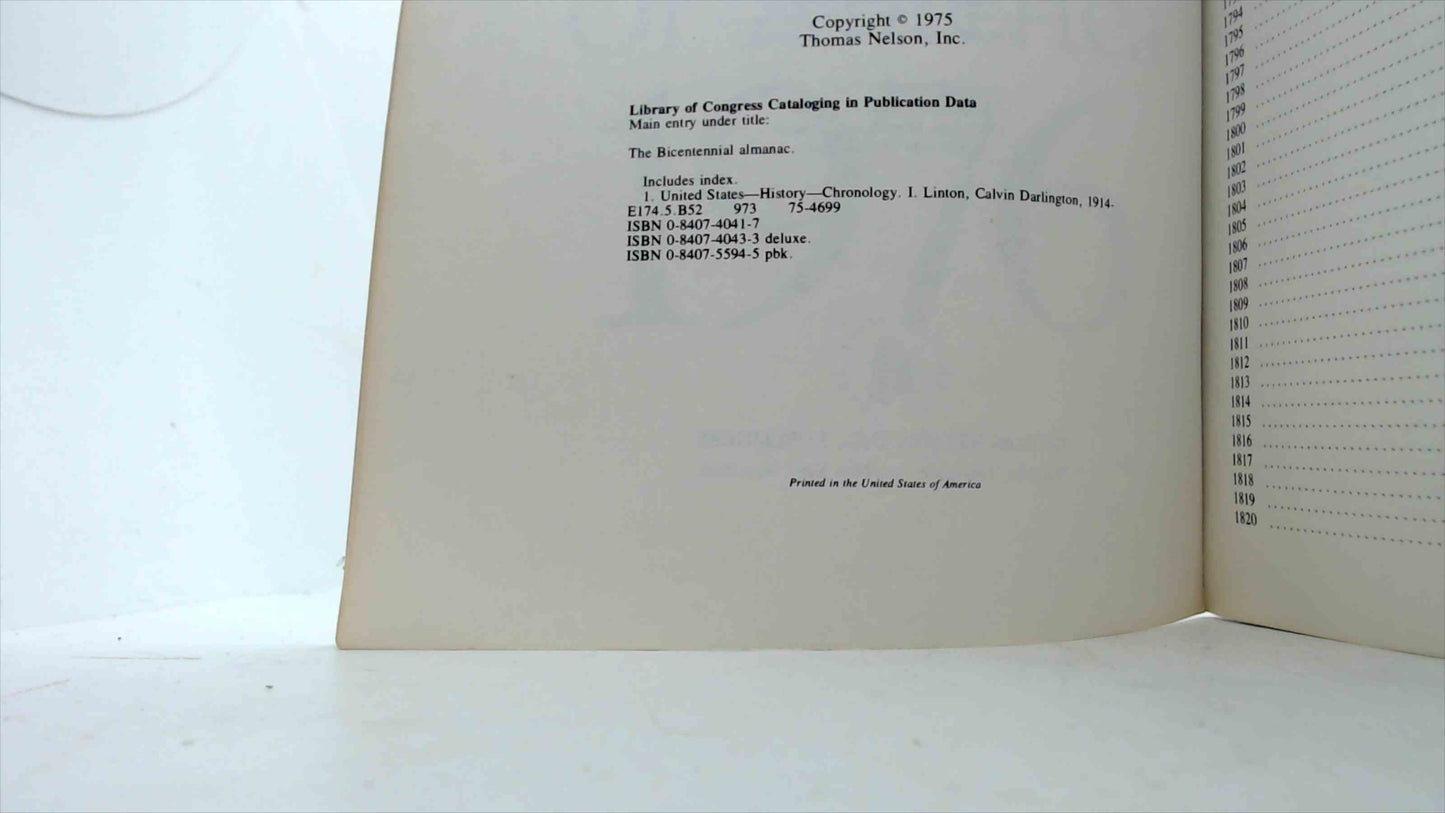 Copyright © 1975
Thomas Nelson, Inc.
Library of Congress Cataloging in Publication Data
Main entry under title:
The Bicentennial almanac.
Includes index.
1. United States—History—Chronology. I. Linton, Calvin Darlington, 1914-
E174.5.B52 973 75-4699
ISBN 0-8407-4041-7
ISBN 0-8407-4043-3 deluxe.
ISBN 0-8407-5594-5 pbk.
Printed in the United States of America
1794
1795
1796
1797
1798
1799
1800
1801
1802
1803
1804
1805
1806
1807
1808
1809
1810
1811
1812
1813
1814
1815
1816
1817
1818
1819
1820